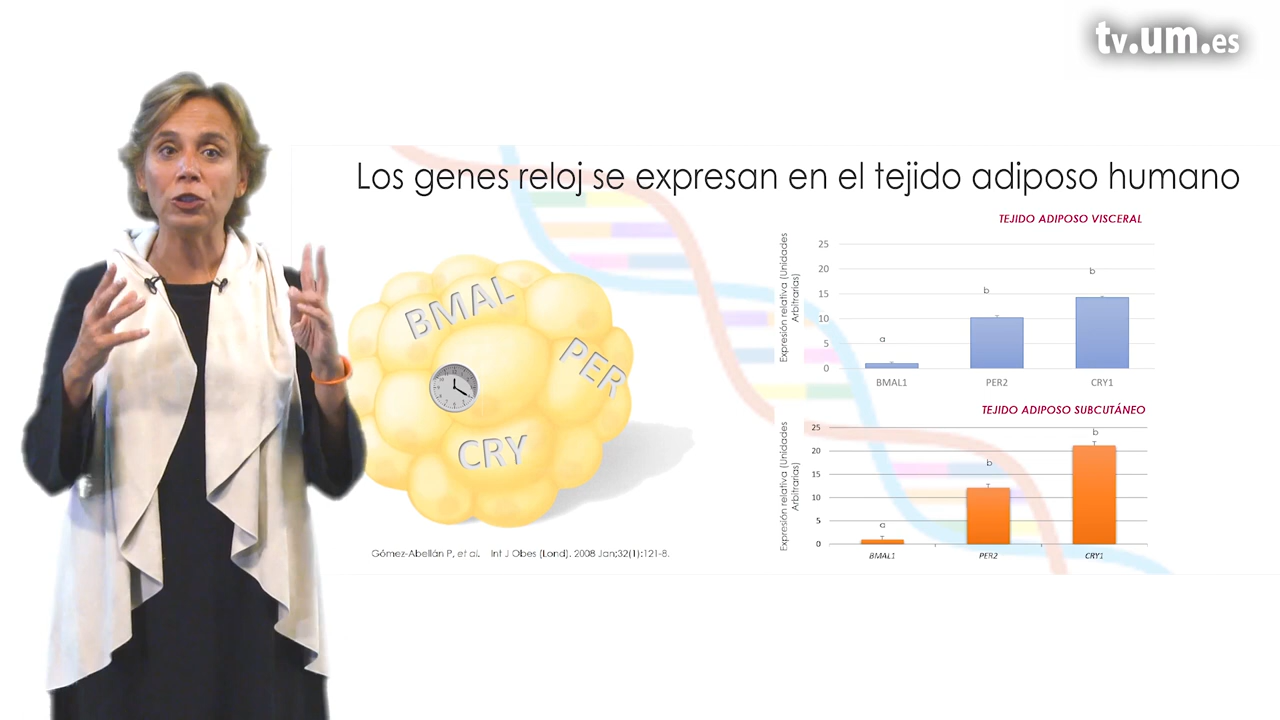 tv.um.es
Los genes reloj se expresan en el tejido adiposo humano
BMAL
PER
CRY
Gómez-Abellán P, et al. Int J Obes (Lond). 2008 Jan;32(1):121-8.
TEJIDO ADIPOSO VISCERAL
Expresión relativa (Unidades
Arbitrarias)
25
20
15
10
5
0
a
b
b
BMAL1
PER2
CRY1
TEJIDO ADIPOSO SUBCUTÁNEO
Expresión relativa (Unidades
Arbitrarias)
25
20
15
10
5
0
a
b
b
BMAL1
PER2
CRY1